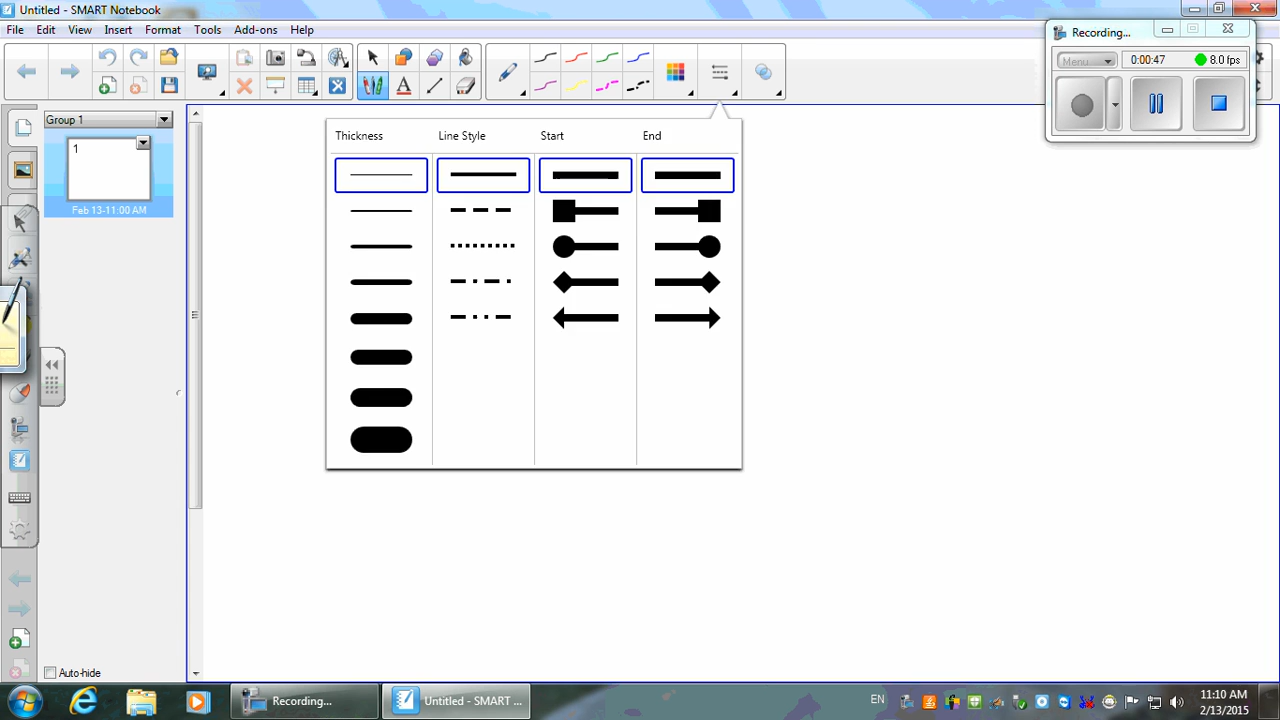 Untitled - SMART Notebook
File Edit View Insert Format Tools Add-ons Help
Recording...
Menu 0:00:47 8.0 fps
Group 1
1
Feb 13-11:00 AM
Thickness Line Style Start End
Auto-hide
Recording... Untitled - SMART ... EN 11:10 AM
2/13/2015